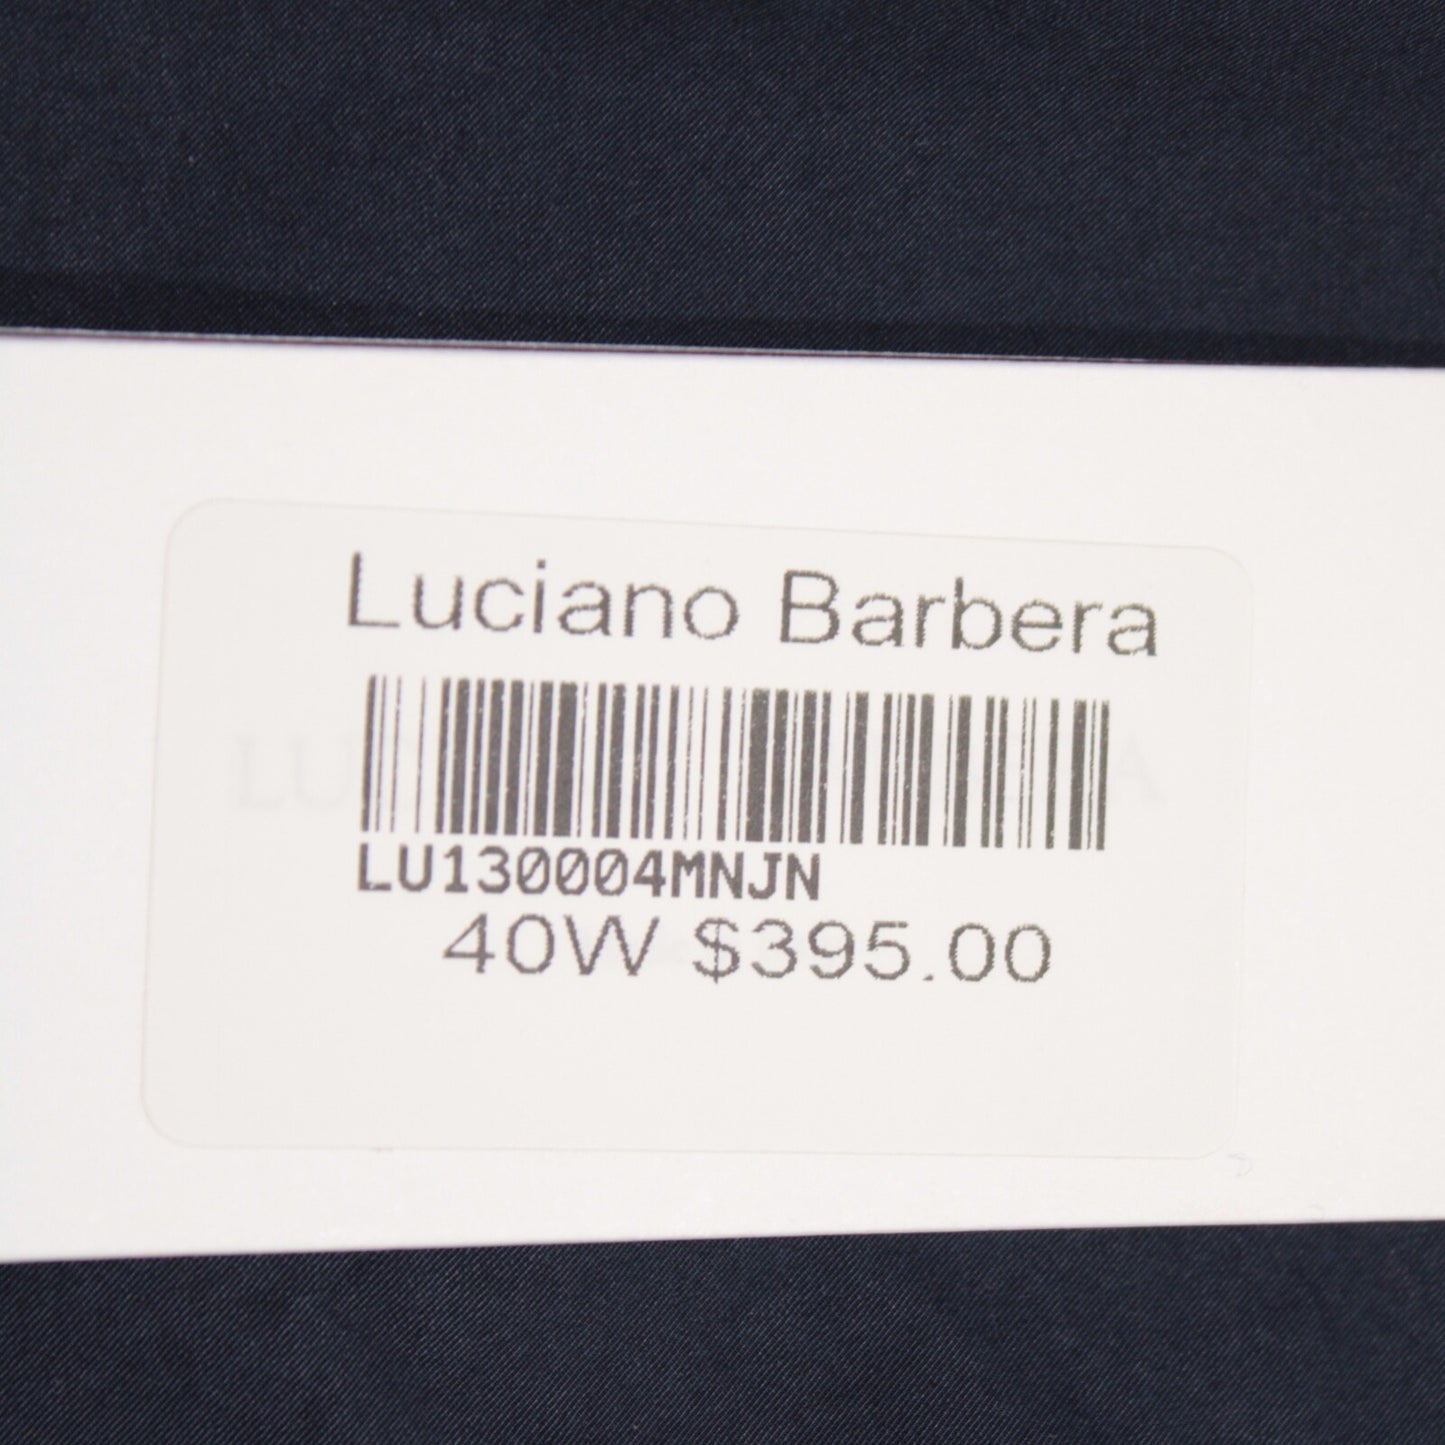 Luciano Barbera
LU130004MNJN
40W $395.00